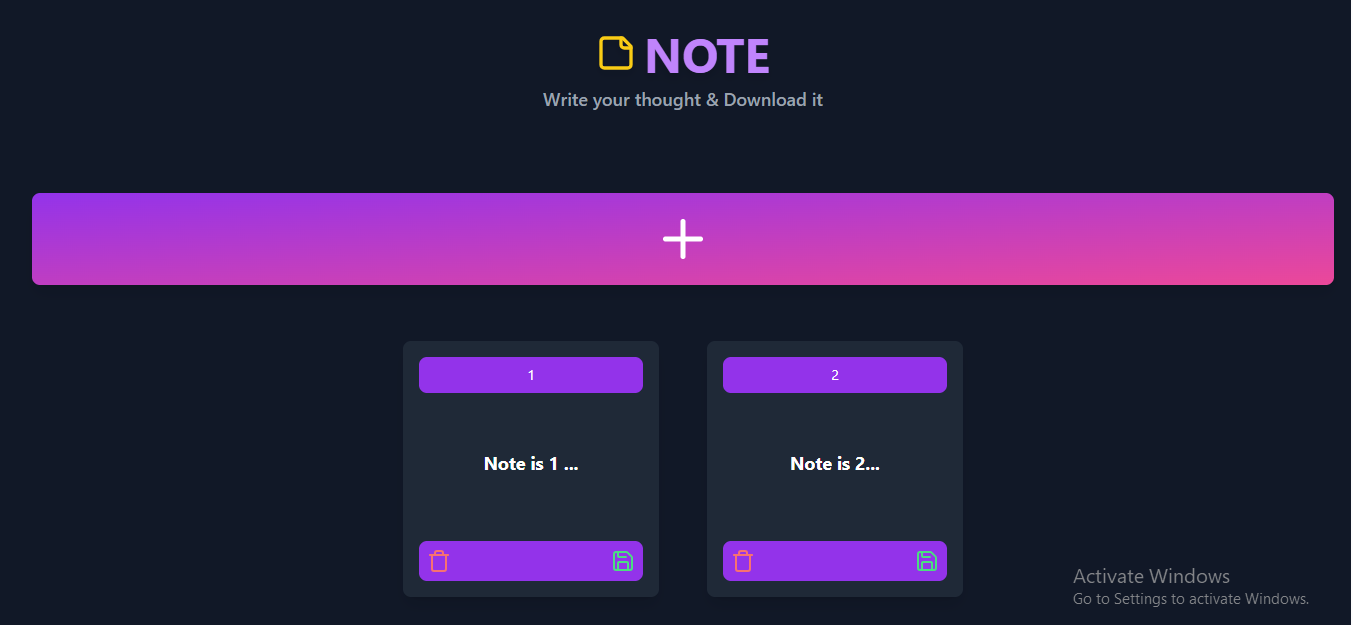 NOTE
Write your thought & Download it
1
2
Note is 1 ...
Note is 2...
Activate Windows
Go to Settings to activate Windows.